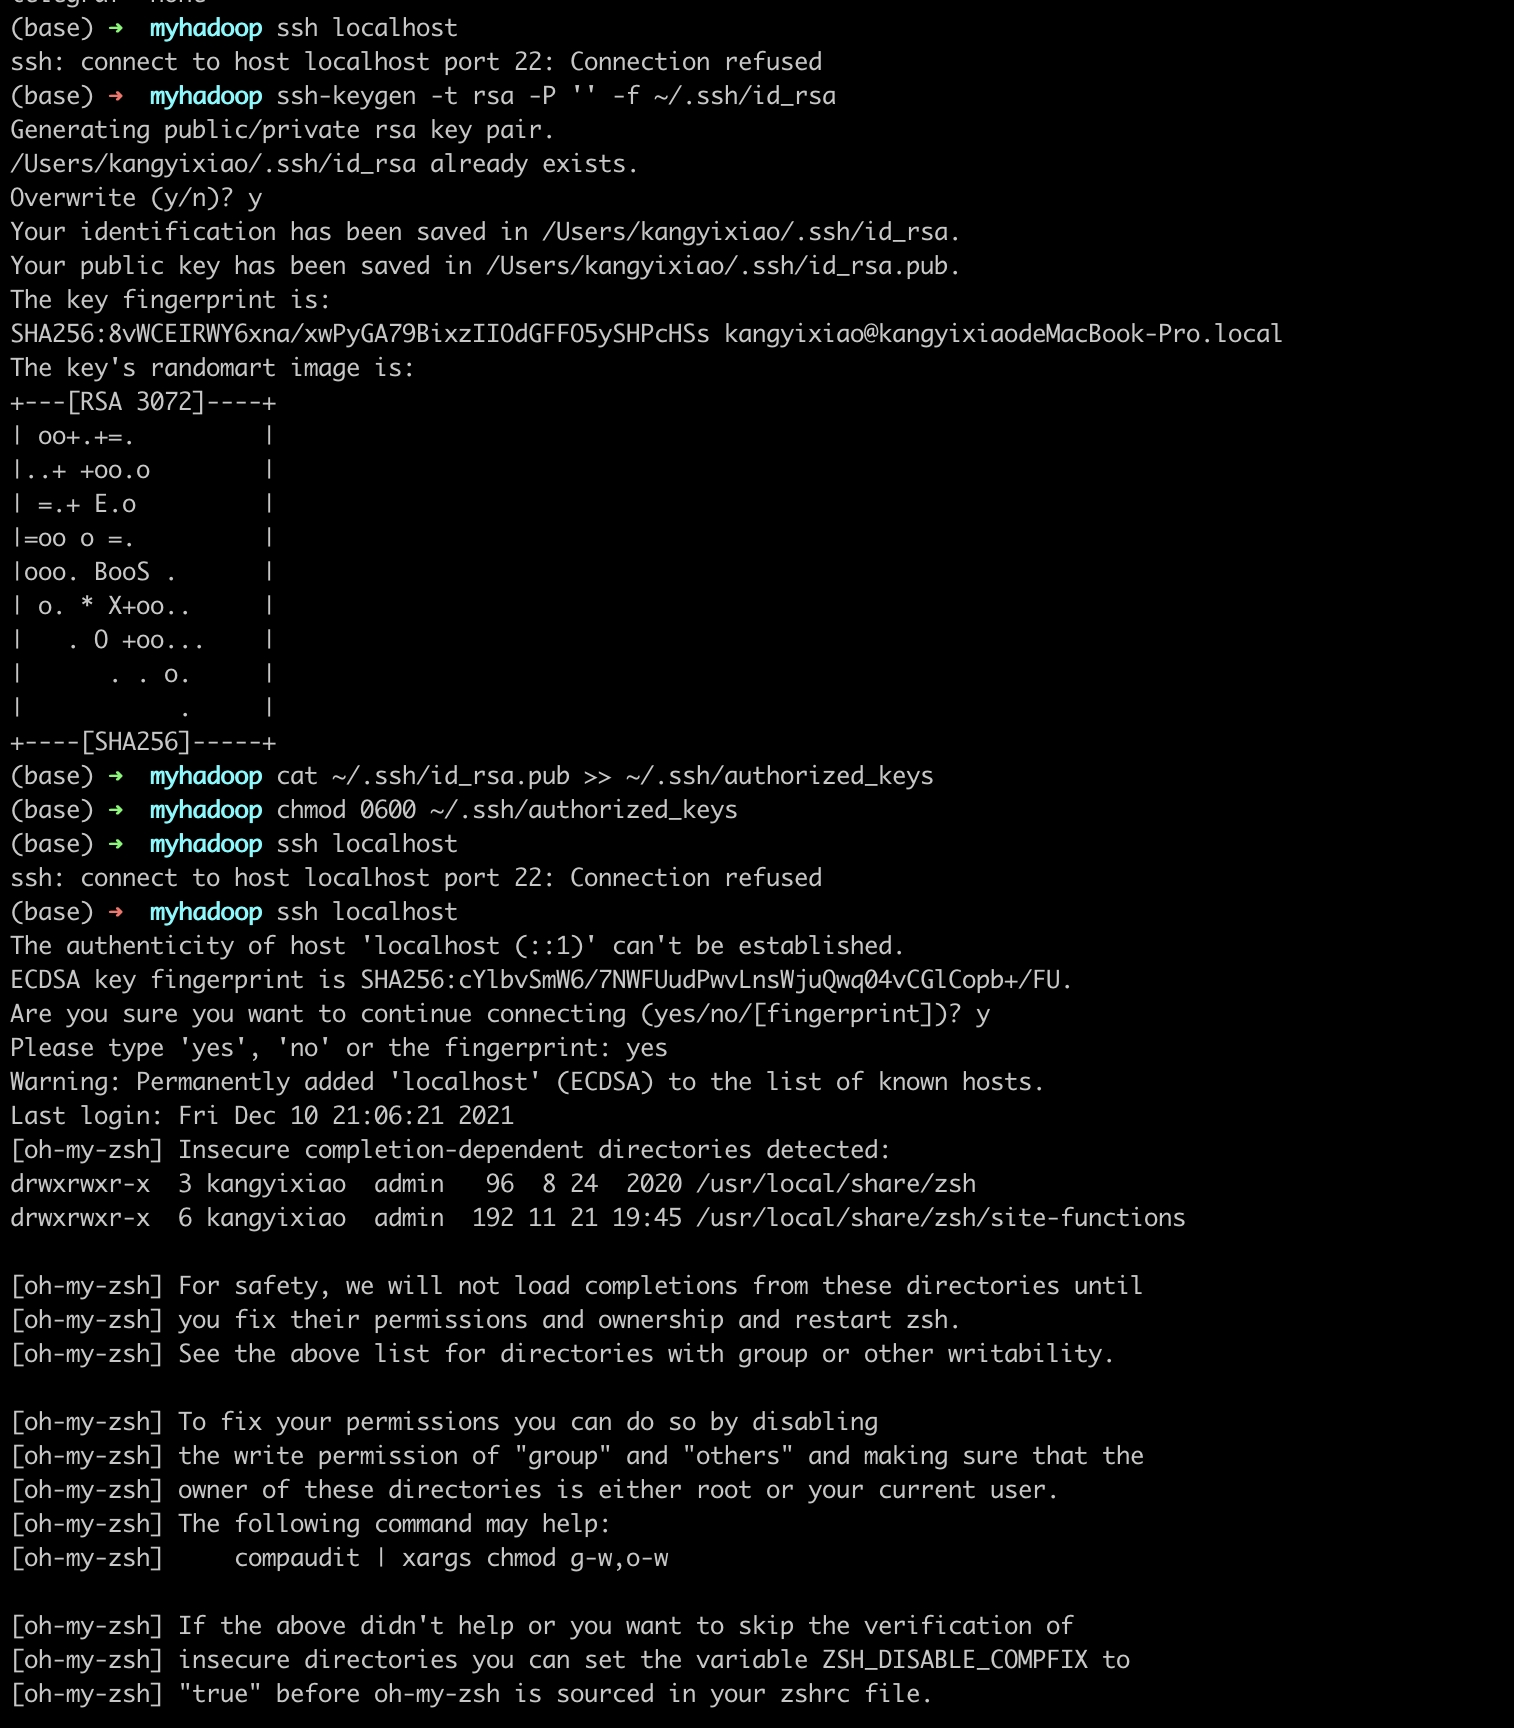 (base) ➜  myhadoop ssh localhost
ssh: connect to host localhost port 22: Connection refused
(base) ➜  myhadoop ssh-keygen -t rsa -P '' -f ~/.ssh/id_rsa
Generating public/private rsa key pair.
/Users/kangyixiao/.ssh/id_rsa already exists.
Overwrite (y/n)? y
Your identification has been saved in /Users/kangyixiao/.ssh/id_rsa.
Your public key has been saved in /Users/kangyixiao/.ssh/id_rsa.pub.
The key fingerprint is:
SHA256:8vWCEIRWY6xna/xwPyGA79BixzIIOdGFFO5ySHPcHSs kangyixiao@kangyixiaodeMacBook-Pro.local
The key's randomart image is:
+---[RSA 3072]----+
| oo+.+=.         |
|..+ +oo.o        |
| =.+ E.o         |
|=oo o =.         |
|ooo. BooS .      |
| o. * X+oo..     |
|   . O +oo...    |
|      . . o.     |
|           .     |
+----[SHA256]-----+
(base) ➜  myhadoop cat ~/.ssh/id_rsa.pub >> ~/.ssh/authorized_keys
(base) ➜  myhadoop chmod 0600 ~/.ssh/authorized_keys
(base) ➜  myhadoop ssh localhost
ssh: connect to host localhost port 22: Connection refused
(base) ➜  myhadoop ssh localhost
The authenticity of host 'localhost (::1)' can't be established.
ECDSA key fingerprint is SHA256:cYlbvSmW6/7NWFUudPwvLnsWjuQwq04vCGlCopb+/FU.
Are you sure you want to continue connecting (yes/no/[fingerprint])? y
Please type 'yes', 'no' or the fingerprint: yes
Warning: Permanently added 'localhost' (ECDSA) to the list of known hosts.
Last login: Fri Dec 10 21:06:21 2021
[oh-my-zsh] Insecure completion-dependent directories detected:
drwxrwxr-x  3 kangyixiao  admin   96  8 24  2020 /usr/local/share/zsh
drwxrwxr-x  6 kangyixiao  admin  192 11 21 19:45 /usr/local/share/zsh/site-functions

[oh-my-zsh] For safety, we will not load completions from these directories until
[oh-my-zsh] you fix their permissions and ownership and restart zsh.
[oh-my-zsh] See the above list for directories with group or other writability.

[oh-my-zsh] To fix your permissions you can do so by disabling
[oh-my-zsh] the write permission of "group" and "others" and making sure that the
[oh-my-zsh] owner of these directories is either root or your current user.
[oh-my-zsh] The following command may help:
[oh-my-zsh]     compaudit | xargs chmod g-w,o-w

[oh-my-zsh] If the above didn't help or you want to skip the verification of
[oh-my-zsh] insecure directories you can set the variable ZSH_DISABLE_COMPFIX to
[oh-my-zsh] "true" before oh-my-zsh is sourced in your zshrc file.